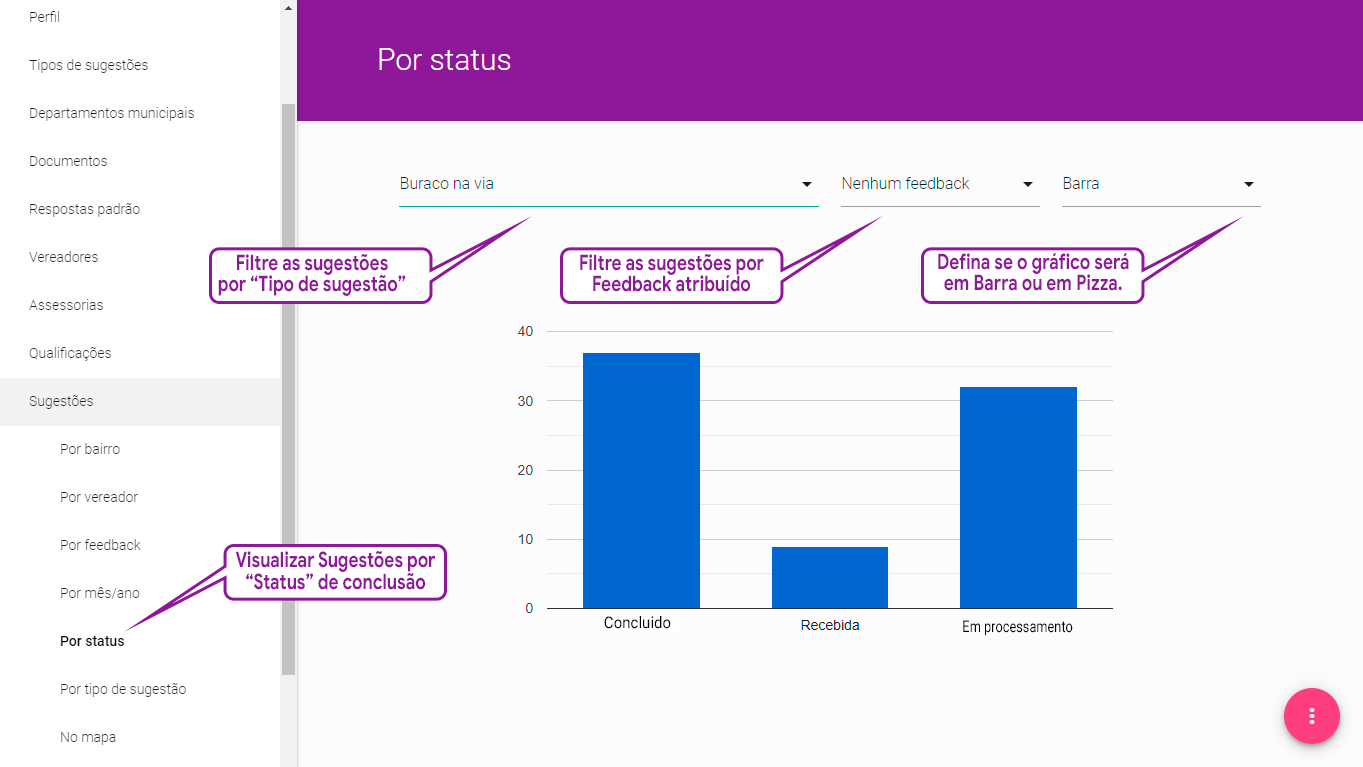 Perfil
Tipos de sugestões
Departamentos municipais
Documentos
Respostas padrão
Vereadores
Assessorias
Qualificações
Sugestões
Por bairro
Por vereador
Por feedback
Por mês/ano
Por status
Por tipo de sugestão
No mapa
Visualizar Sugestões por
“Status” de conclusão
Por status
Buraco na via
Nenhum feedback
Barra
Filtre as sugestões
por “Tipo de sugestão”
Filtre as sugestões por
Feedback atribuído
Defina se o gráfico será
em Barra ou em Pizza.
40
30
20
10
0
Concluido
Recebida
Em processamento